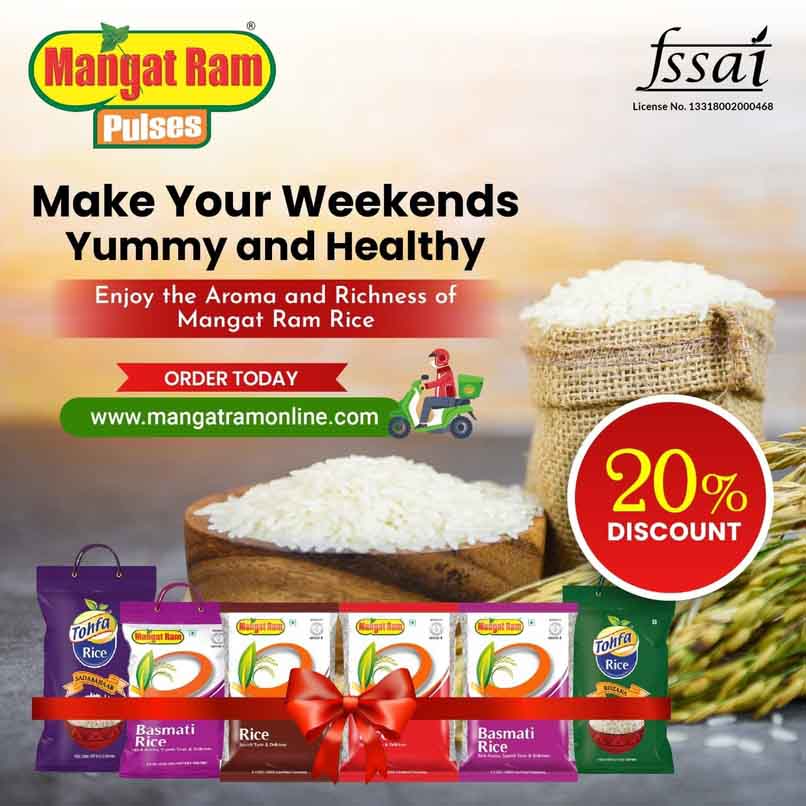 Mangat Ram
®
Pulses
fssai
License No. 13318002000468
Make Your Weekends
Yummy and Healthy
Enjoy the Aroma and Richness of
Mangat Ram Rice
ORDER TODAY
www.mangatramonline.com
20%
DISCOUNT
Tohfa
Rice
SADABAHAAR
Mangat Ram
Basmati
Rice
Mangat Ram
Rice
Mangat Ram
Mangat Ram
Basmati
Rice
Tohfa
Rice
ROZANA